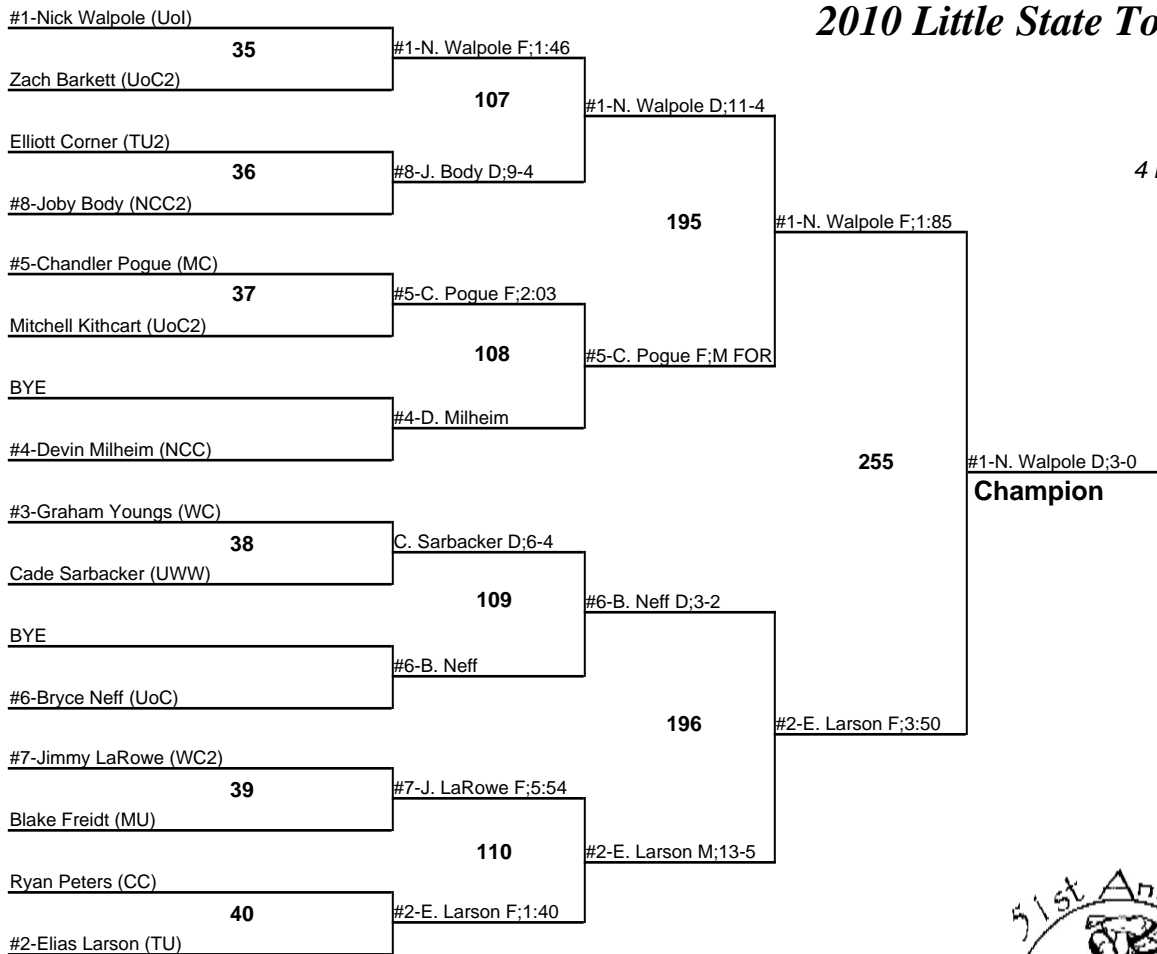 2010 Little State To
#1-Nick Walpole (UoI)
35
Zach Barkett (UoC2)
#1-N. Walpole F;1:46
107
Elliott Corner (TU2)
36
#8-Joby Body (NCC2)
#8-J. Body D;9-4
#1-N. Walpole D;11-4
4
195
#5-Chandler Pogue (MC)
37
Mitchell Kithcart (UoC2)
#5-C. Pogue F;2:03
108
BYE
#4-Devin Milheim (NCC)
#4-D. Milheim
#5-C. Pogue F;M FOR
#1-N. Walpole F;1:85
255
#1-N. Walpole D;3-0
Champion
#3-Graham Youngs (WC)
38
Cade Sarbacker (UWW)
C. Sarbacker D;6-4
109
BYE
#6-Bryce Neff (UoC)
#6-B. Neff
#6-B. Neff D;3-2
196
#2-E. Larson F;3:50
#7-Jimmy LaRowe (WC2)
39
Blake Freidt (MU)
#7-J. LaRowe F;5:54
110
Ryan Peters (CC)
40
#2-Elias Larson (TU)
#2-E. Larson F;1:40
#2-E. Larson M;13-5
51st An